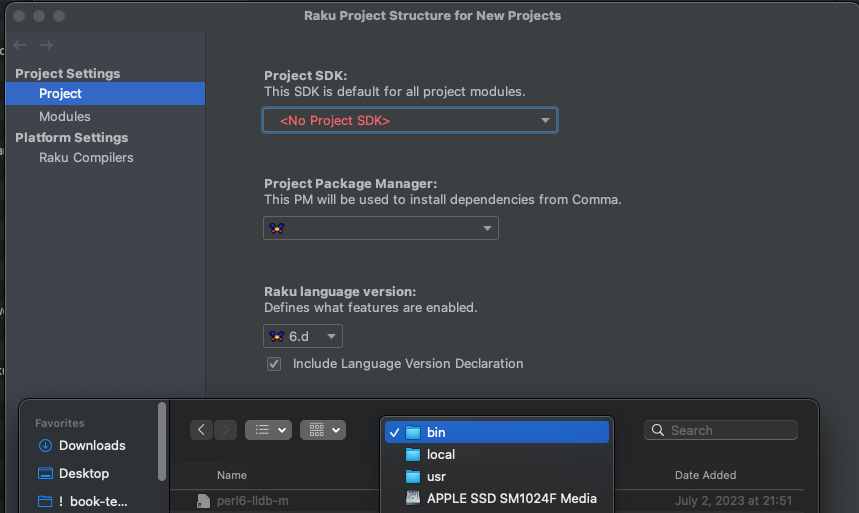 Raku Project Structure for New Projects
Project Settings
Project
Modules
Platform Settings
Raku Compilers
Project SDK:
This SDK is default for all project modules.
<No Project SDK>
Project Package Manager:
This PM will be used to install dependencies from Comma.
Raku language version:
Defines what features are enabled.
6.d
Include Language Version Declaration
Favorites
Downloads
Desktop
! book-te...
bin
local
usr
APPLE SSD SM1024F Media
Search
Name
Date Added
perl6-lldb-m
July 2, 2023 at 21:51